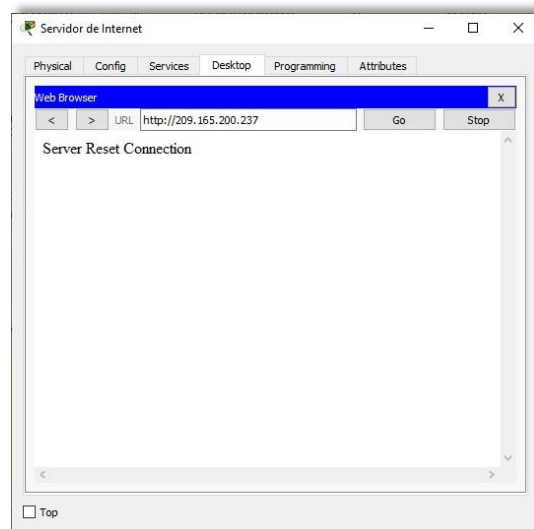 Servidor de Internet
Physical Config Services Desktop Programming Attributes
Web Browser X
< > URL http://209.165.200.237 Go Stop
Server Reset Connection
Top